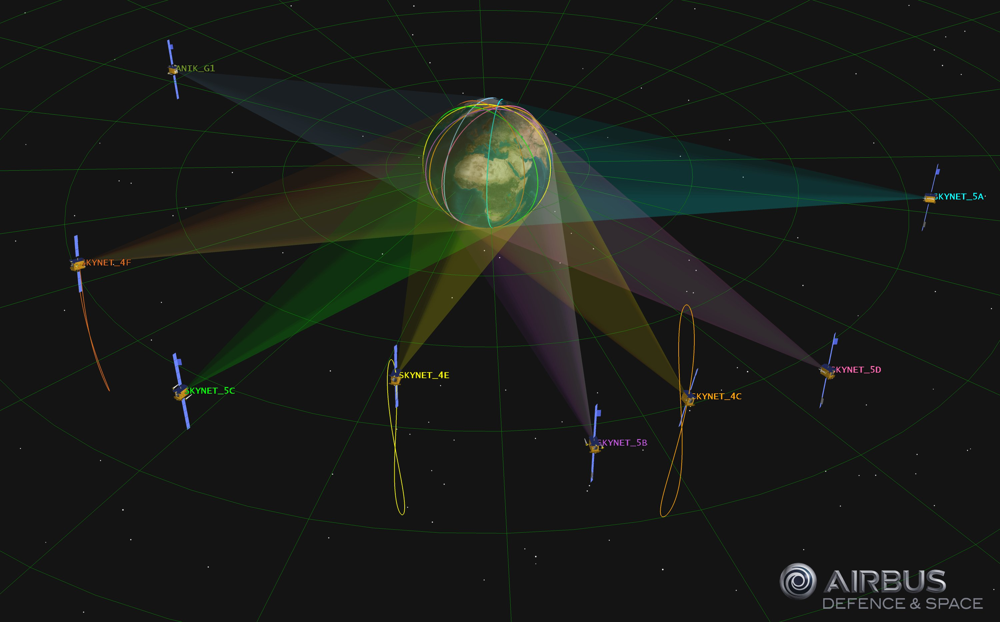 ANIK_G1
SKYNET_5A
SKYNET_4F
SKYNET_5D
SKYNET_4E
SKYNET_5C
SKYNET_4C
SKYNET_5B
AIRBUS
DEFENCE & SPACE